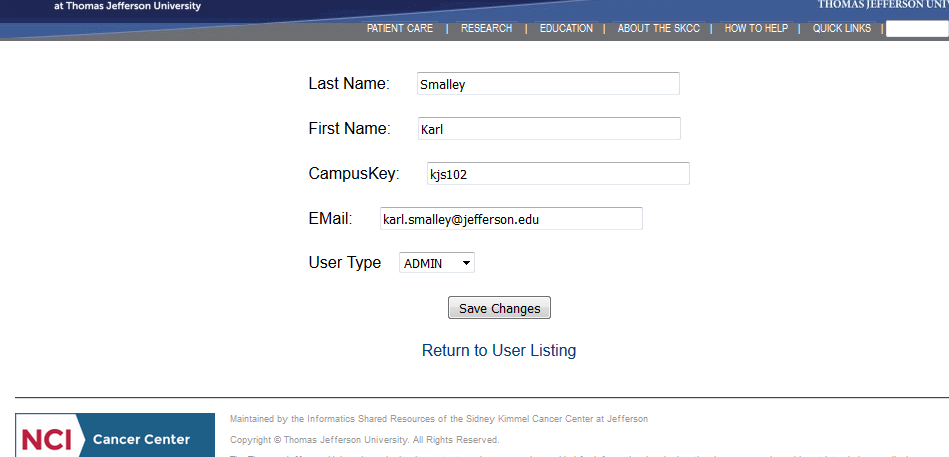 at Thomas Jefferson University
THOMAS JEFFERSON
PATIENT CARE | RESEARCH | EDUCATION | ABOUT THE SKCC | HOW TO HELP | QUICK LINKS |
Last Name: Smalley
First Name: Karl
CampusKey: kjs102
EMail: karl.smalley@jefferson.edu
User Type ADMIN
Save Changes
Return to User Listing
NCI Cancer Center
Maintained by the Informatics Shared Resources of the Sidney Kimmel Cancer Center at Jefferson
Copyright © Thomas Jefferson University. All Rights Reserved.